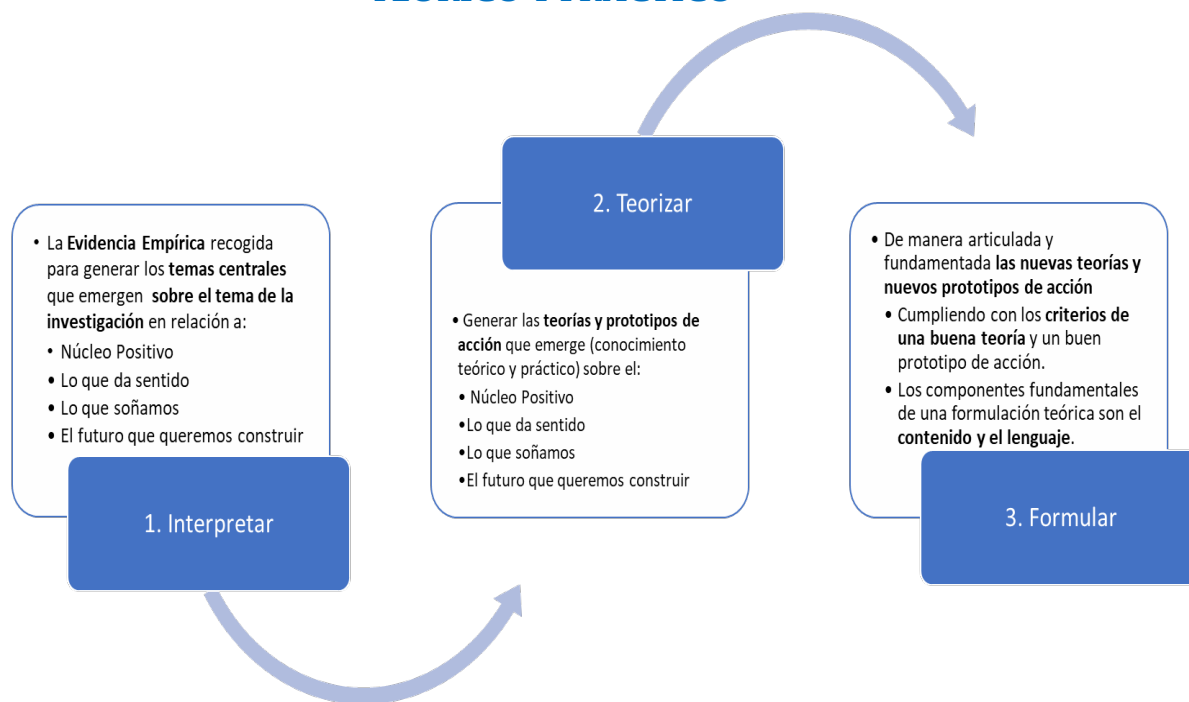 • La Evidencia Empírica recogida
para generar los temas centrales
que emergen sobre el tema de la
investigación en relación a:
• Núcleo Positivo
• Lo que da sentido
• Lo que soñamos
• El futuro que queremos construir
1. Interpretar
2. Teorizar
• Generar las teorías y prototipos de
acción que emerge (conocimiento
teórico y práctico) sobre el:
• Núcleo Positivo
•Lo que da sentido
•Lo que soñamos
•El futuro que queremos construir
• De manera articulada y
fundamentada las nuevas teorías y
nuevos prototipos de acción
• Cumpliendo con los criterios de
una buena teoría y un buen
prototipo de acción.
• Los componentes fundamentales
de una formulación teórica son el
contenido y el lenguaje.
3. Formular